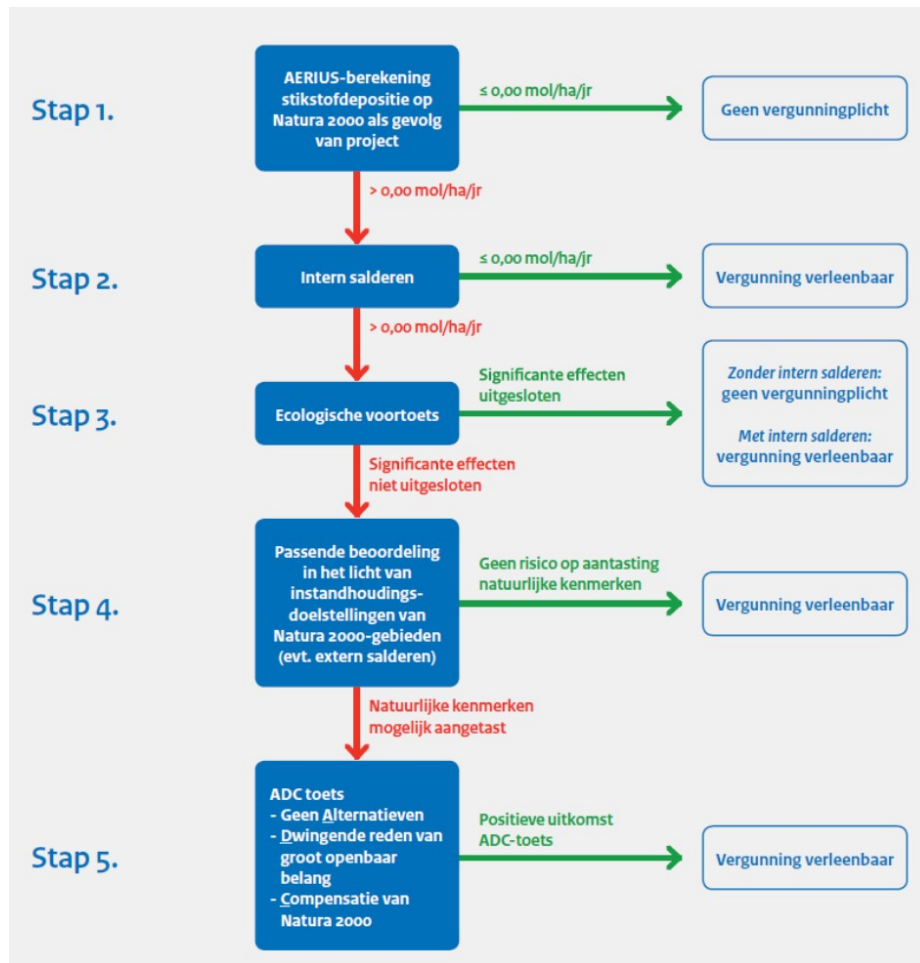 Stap 1.
AERIUS-berekening
stikstofdepositie op
Natura 2000 als gevolg
van project
≤ 0,00 mol/ha/jr
Geen vergunningplicht
> 0,00 mol/ha/jr
Stap 2.
Intern salderen
≤ 0,00 mol/ha/jr
Vergunning verleenbaar
> 0,00 mol/ha/jr
Stap 3.
Ecologische voortoets
Significante effecten
uitgesloten
Zonder intern salderen:
geen vergunningplicht
Met intern salderen:
vergunning verleenbaar
Significante effecten
niet uitgesloten
Stap 4.
Passende beoordeling
in het licht van
instandhoudings-
doelstellingen van
Natura 2000-gebieden
(evt. extern salderen)
Geen risico op aantasting
natuurlijke kenmerken
Vergunning verleenbaar
Natuurlijke kenmerken
mogelijk aangetast
Stap 5.
ADC toets
- Geen Alternatieven
- Dwingende reden van
groot openbaar
belang
- Compensatie van
Natura 2000
Positieve uitkomst
ADC-toets
Vergunning verleenbaar